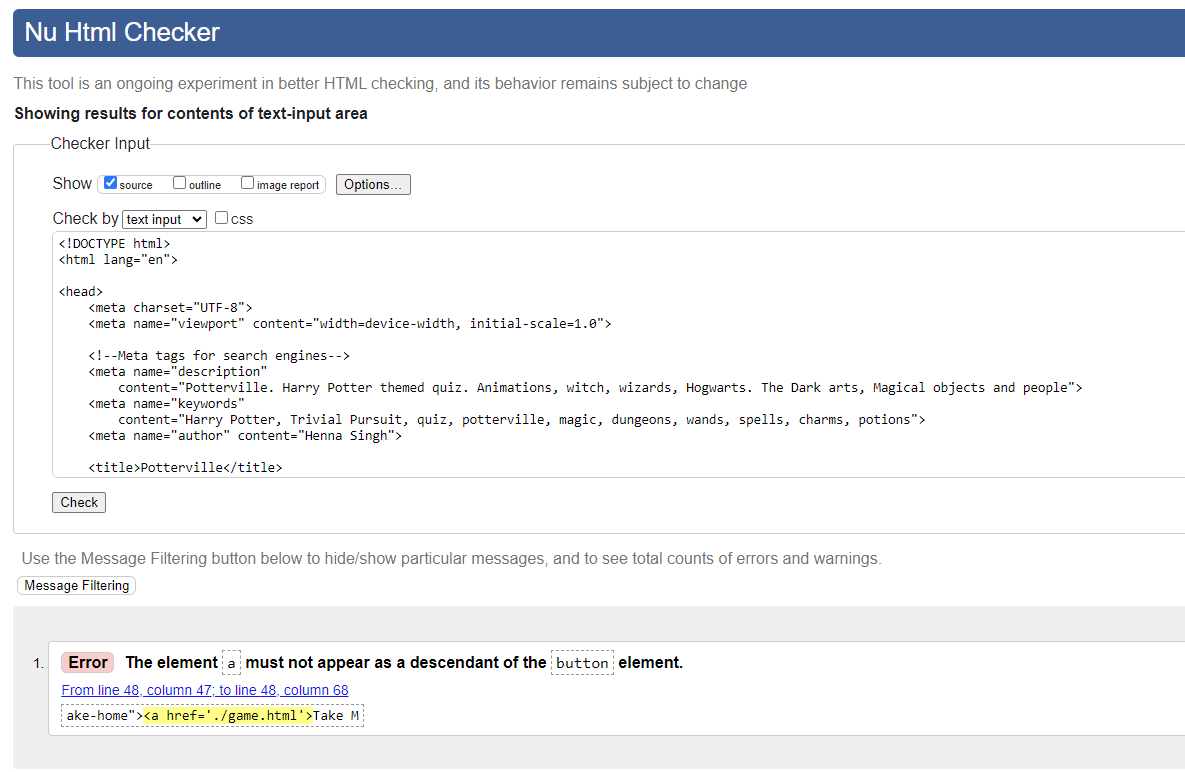 Nu Html Checker
This tool is an ongoing experiment in better HTML checking, and its behavior remains subject to change
Showing results for contents of text-input area
Checker Input
Show source outline image report Options...
Check by text input css
<!DOCTYPE html>
<html lang="en">
<head>
<meta charset="UTF-8">
<meta name="viewport" content="width=device-width, initial-scale=1.0">
<!--Meta tags for search engines-->
<meta name="description"
content="Potterville. Harry Potter themed quiz. Animations, witch, wizards, Hogwarts. The Dark arts, Magical objects and people">
<meta name="keywords"
content="Harry Potter, Trivial Pursuit, quiz, potterville, magic, dungeons, wands, spells, charms, potions">
<meta name="author" content="Henna Singh">
<title>Potterville</title>
Check
Use the Message Filtering button below to hide/show particular messages, and to see total counts of errors and warnings.
Message Filtering
1. Error The element a must not appear as a descendant of the button element.
From line 48, column 47; to line 48, column 68
ake-home"><a href='./game.html'>Take M